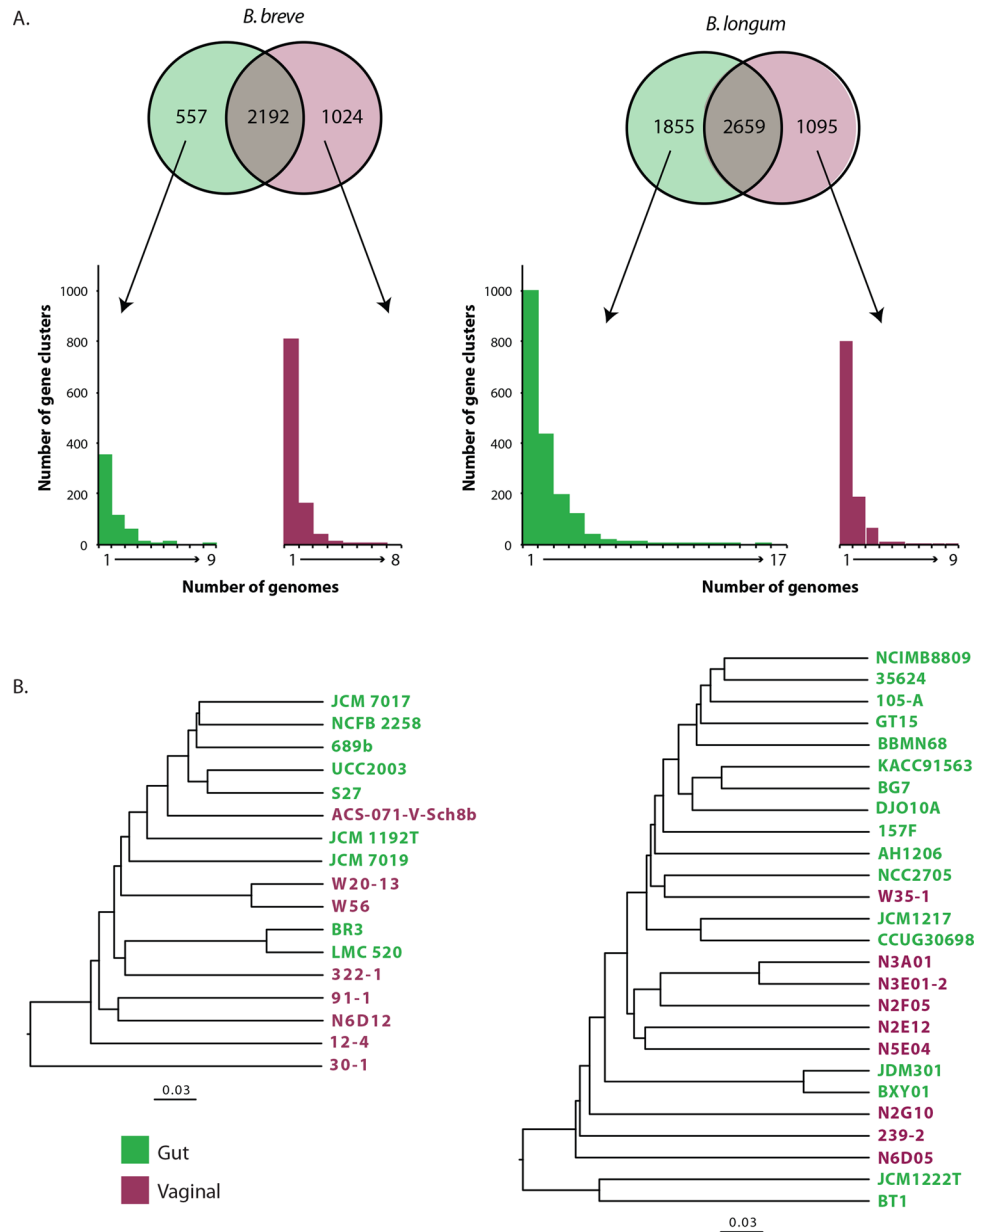 A.
B. breve
B. longum
557 2192 1024
1855 2659 1095
Number of gene clusters
1000
800
600
400
200
0
1 9
1 8
Number of genomes
Number of gene clusters
1000
800
600
400
200
0
1 17
1 9
Number of genomes
B.
JCM 7017
NCFB 2258
689b
UCC2003
S27
ACS-071-V-Sch8b
JCM 1192T
JCM 7019
W20-13
W56
BR3
LMC 520
322-1
91-1
N6D12
12-4
30-1
0.03
Gut
Vaginal
NCIMB8809
35624
105-A
GT15
BBMN68
KACC91563
BG7
DJO10A
157F
AH1206
NCC2705
W35-1
JCM1217
CCUG30698
N3A01
N3E01-2
N2F05
N2E12
N5E04
JDM301
BXY01
N2G10
239-2
N6D05
JCM1222T
BT1
0.03